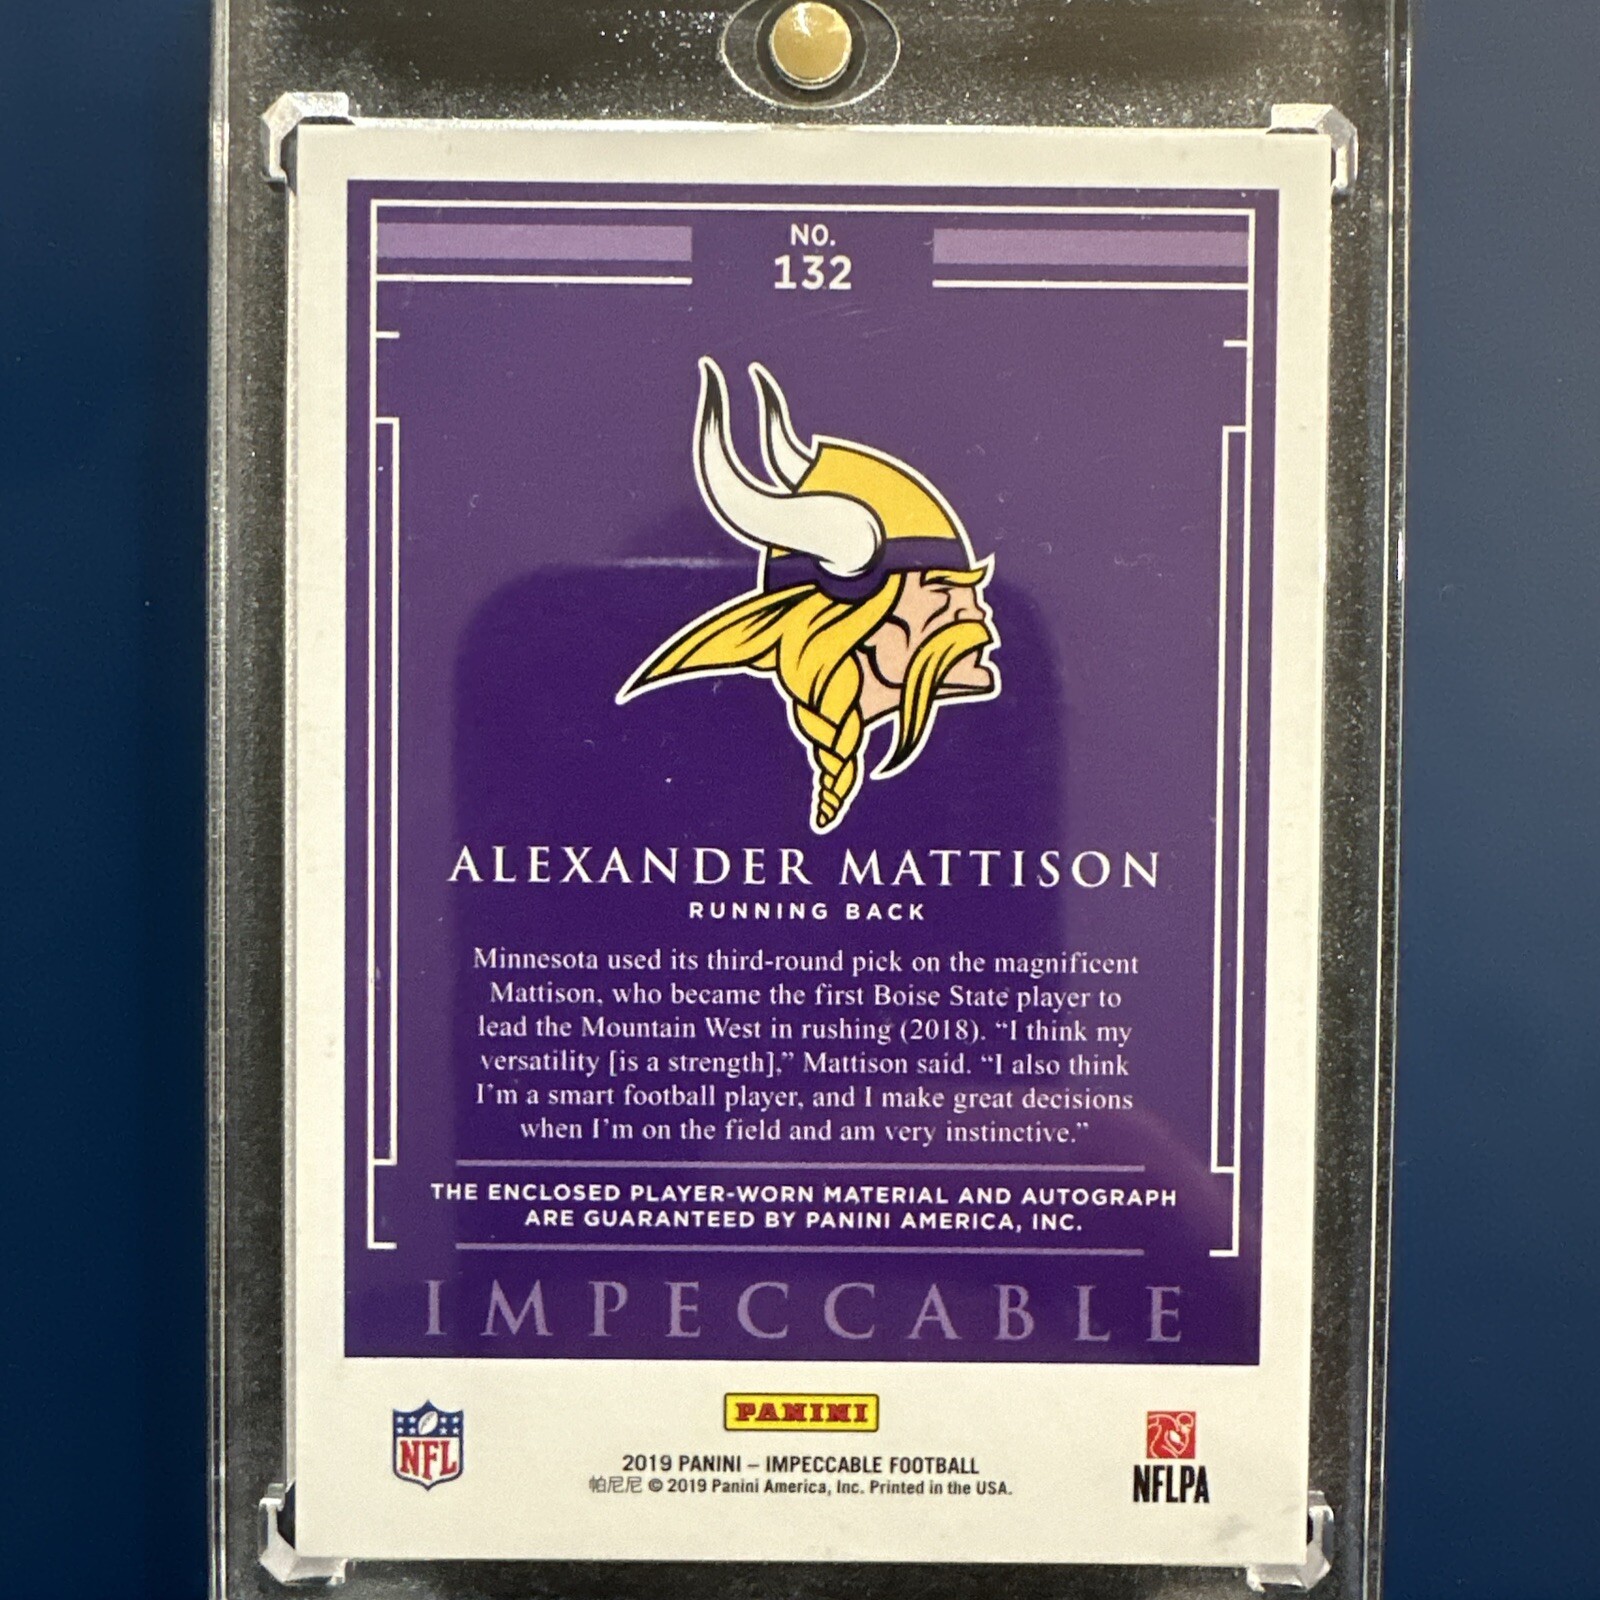 NO.
132
ALEXANDER MATTISON
RUNNING BACK
Minnesota used its third-round pick on the magnificent
Mattison, who became the first Boise State player to
lead the Mountain West in rushing (2018). “I think my
versatility [is a strength],” Mattison said. “I also think
I’m a smart football player, and I make great decisions
when I’m on the field and am very instinctive.”
THE ENCLOSED PLAYER-WORN MATERIAL AND AUTOGRAPH
ARE GUARANTEED BY PANINI AMERICA, INC.
IMPECCABLE
NFL
PANINI
2019 PANINI – IMPECCABLE FOOTBALL
帕尼尼 © 2019 Panini America, Inc. Printed in the USA.
NFLPA